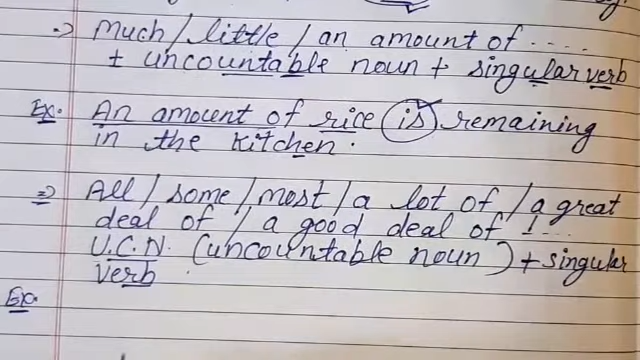 -:) Much / little / an amount of ....
± uncountable noun + singular verb
Ex: An amount of rice is remaining
in the kitchen.
=) All / some / most / a lot of / a great
deal of / a good deal of /...
U.C.N. (uncountable noun) + singular
verb
Ex: